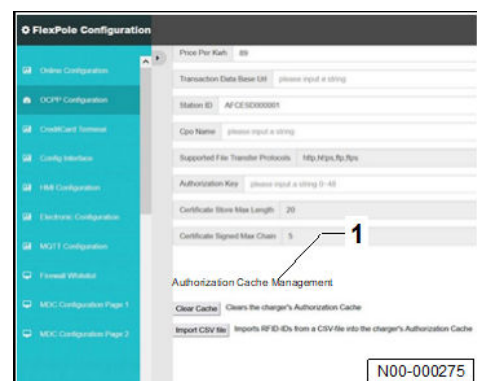 FlexPole Configuration
Online Configuration
OCPP Configuration
CreditCard Terminal
Config Interface
HMI Configuration
Electronic Configuration
MQTT Configuration
Firewall Whitelist
MDC Configuration Page 1
MDC Configuration Page 2
Price Per Kwh 89
Transaction Data Base Url please input a string
Station ID AFCESD000001
Cpo Name please input a string
Supported File Transfer Protocols http,https,ftp,ftps
Authorization Key please input a string 0~40
Certificate Store Max Length 20
Certificate Signed Max Chain 5
1
Authorization Cache Management
Clear Cache Clears the charger's Authorization Cache
Import CSV file Imports RFID-IDs from a CSV-file into the charger's Authorization Cache
N00-000275